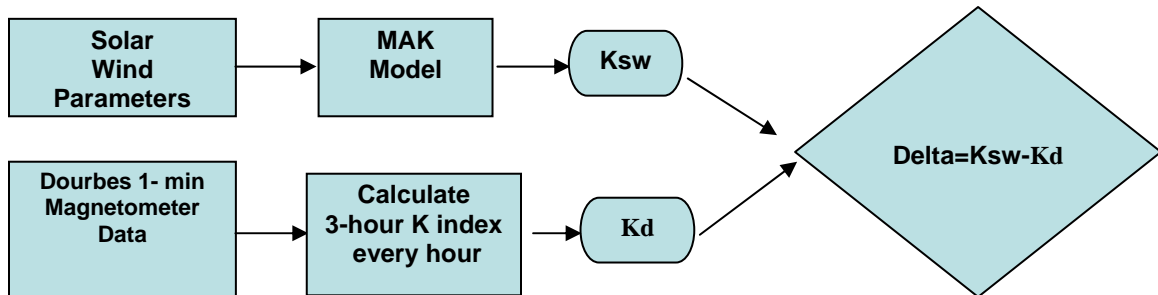 Solar
Wind
Parameters
MAK
Model
Ksw
Dourbes 1- min
Magnetometer
Data
Calculate
3-hour K index
every hour
Kd
Delta=Ksw-Kd